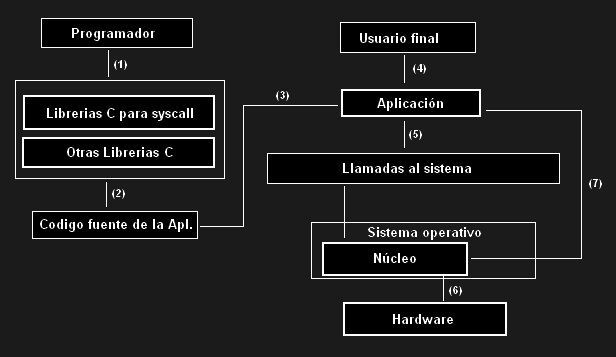 Programador
(1)
Librerias C para syscall
Otras Librerias C
(2)
Codigo fuente de la Apl.
(3)
Usuario final
(4)
Aplicación
(5)
Llamadas al sistema
(7)
Sistema operativo
Núcleo
(6)
Hardware